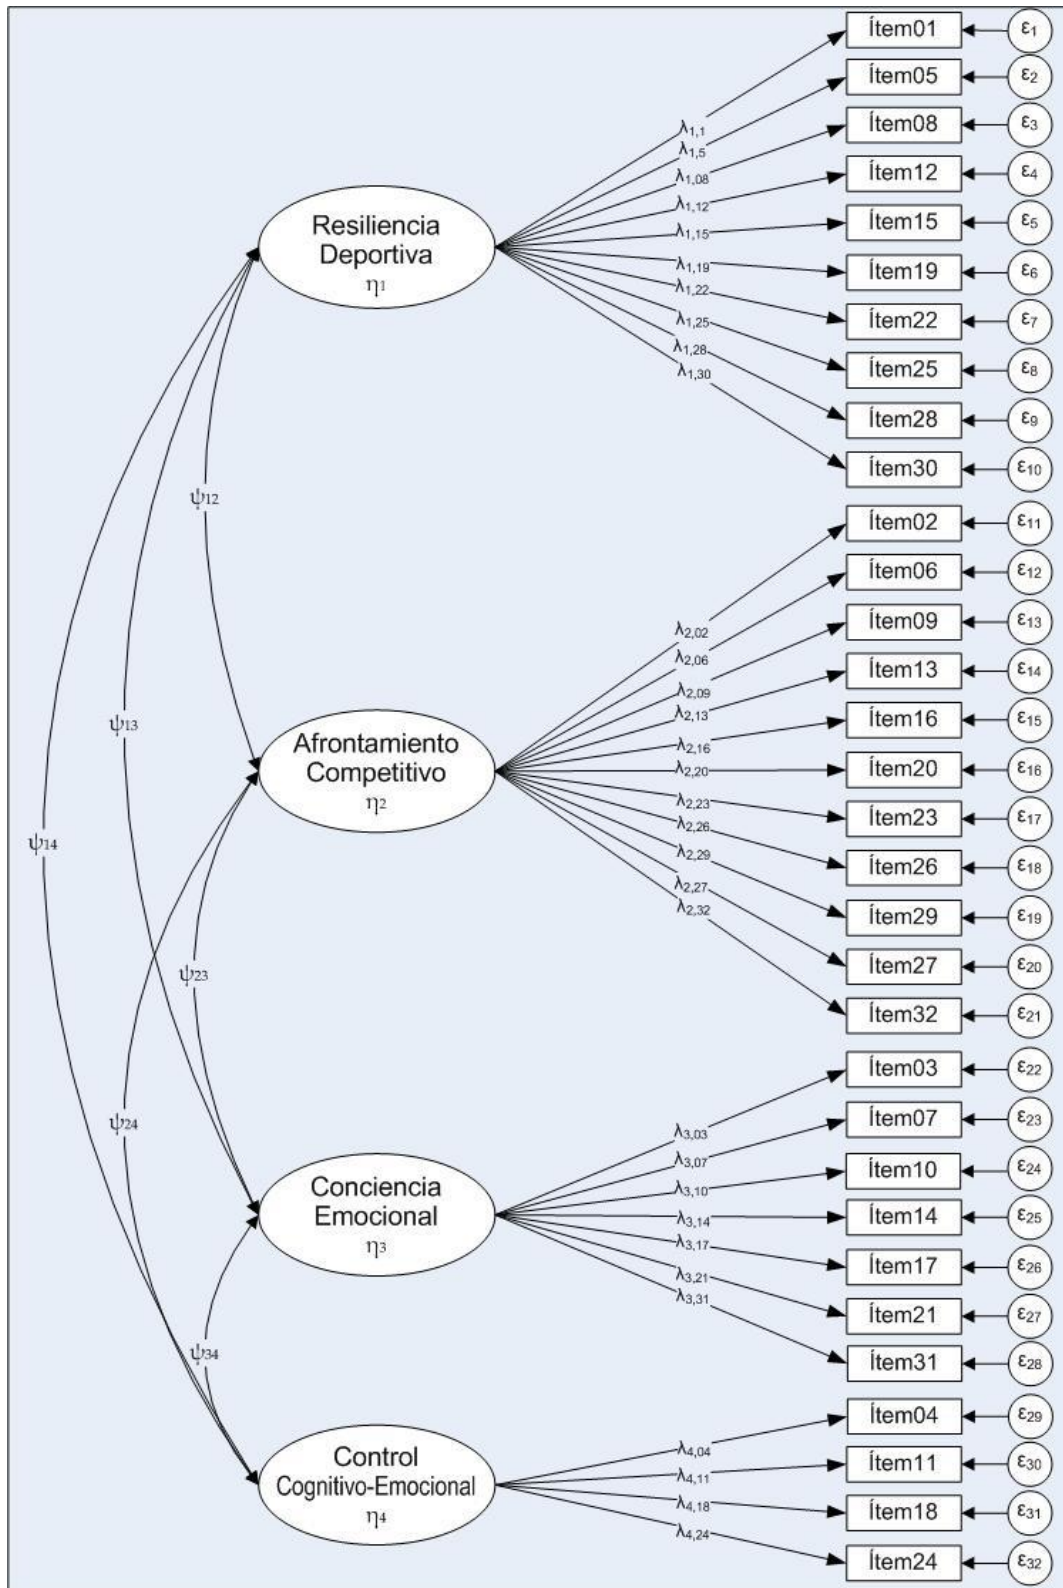 Resiliencia
Deportiva
η1
λ1,1
λ1,5
λ1,08
λ1,12
λ1,15
λ1,19
λ1,22
λ1,25
λ1,28
λ1,30
Ítem01
ε1
Ítem05
ε2
Ítem08
ε3
Ítem12
ε4
Ítem15
ε5
Ítem19
ε6
Ítem22
ε7
Ítem25
ε8
Ítem28
ε9
Ítem30
ε10
ψ12
ψ13
ψ14
Afrontamiento
Competitivo
η2
λ2,02
λ2,06
λ2,09
λ2,13
λ2,16
λ2,20
λ2,23
λ2,26
λ2,29
λ2,27
λ2,32
Ítem02
ε11
Ítem06
ε12
Ítem09
ε13
Ítem13
ε14
Ítem16
ε15
Ítem20
ε16
Ítem23
ε17
Ítem26
ε18
Ítem29
ε19
Ítem27
ε20
Ítem32
ε21
ψ23
ψ24
Conciencia
Emocional
η3
λ3,03
λ3,07
λ3,10
λ3,14
λ3,17
λ3,21
λ3,31
Ítem03
ε22
Ítem07
ε23
Ítem10
ε24
Ítem14
ε25
Ítem17
ε26
Ítem21
ε27
Ítem31
ε28
ψ34
Control
Cognitivo-Emocional
η4
λ4,04
λ4,11
λ4,18
λ4,24
Ítem04
ε29
Ítem11
ε30
Ítem18
ε31
Ítem24
ε32